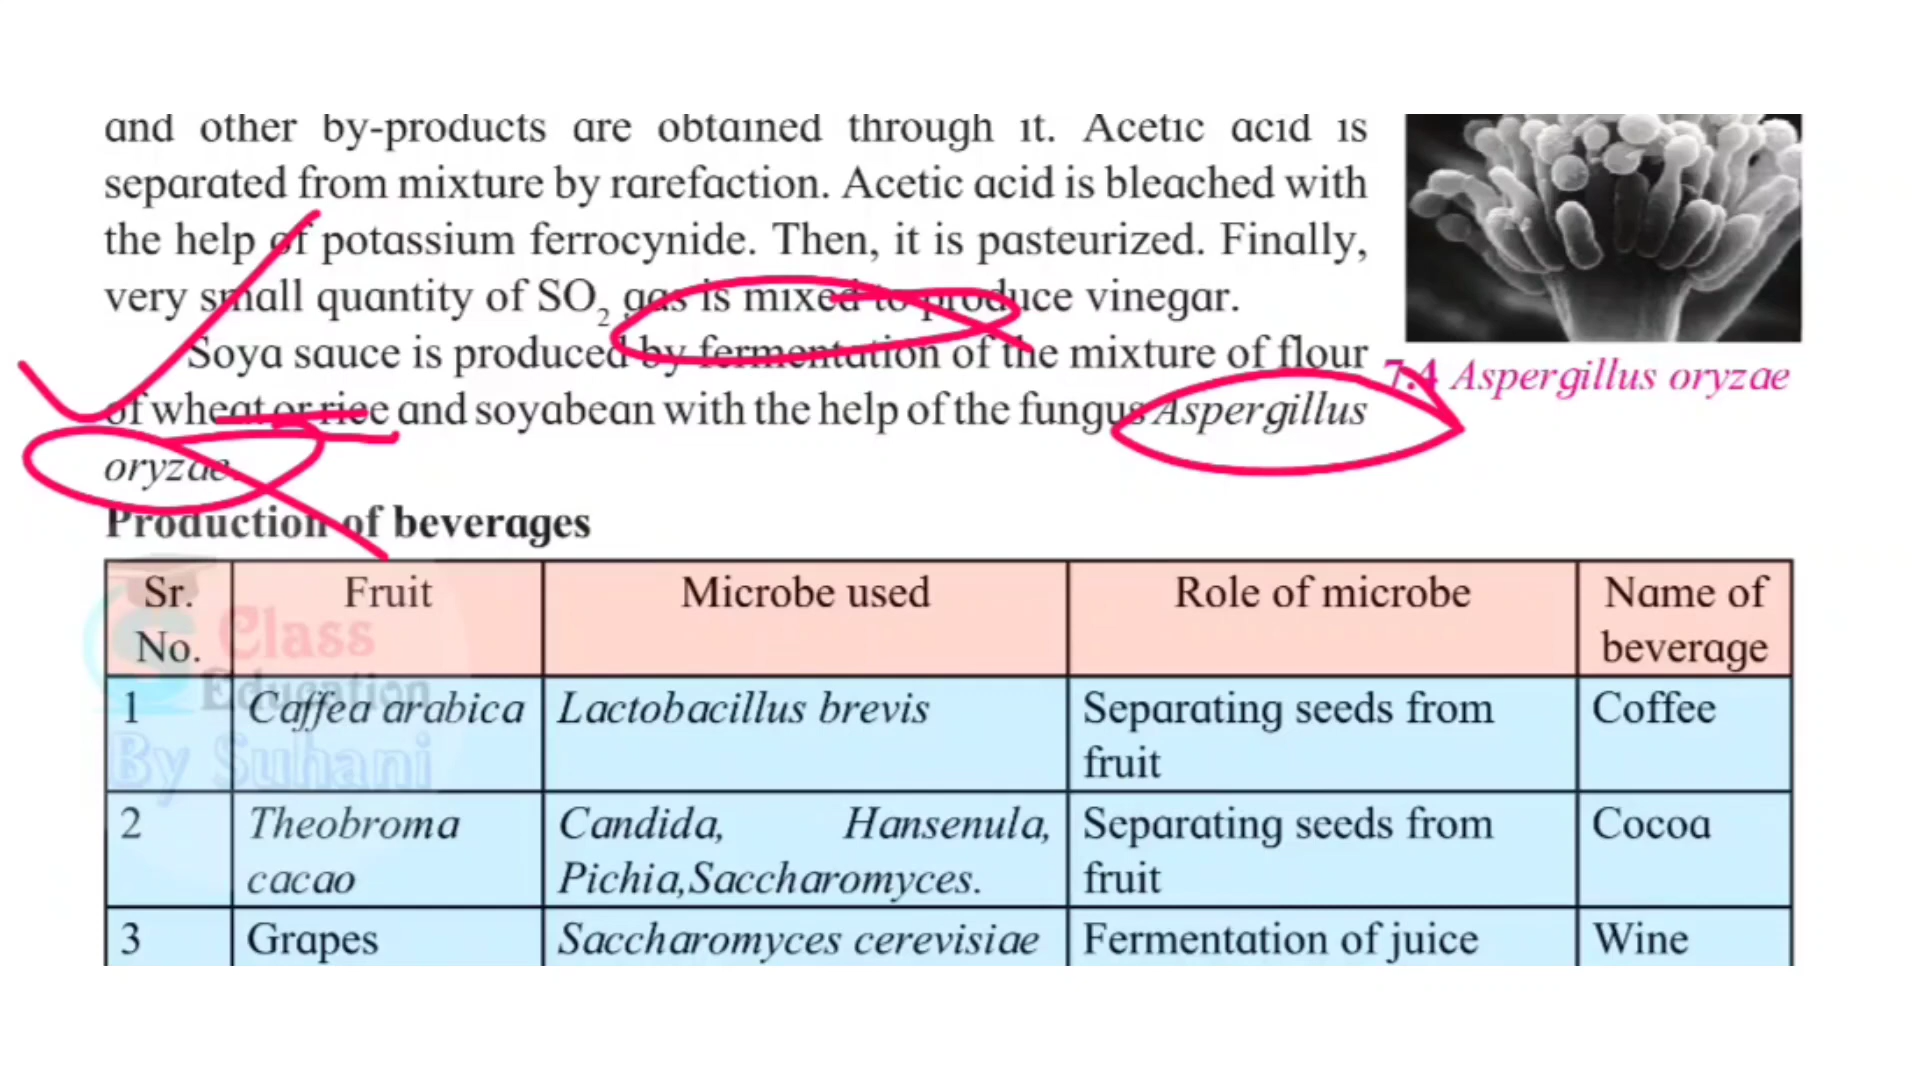 and other by-products are obtained through it. Acetic acid is
separated from mixture by rarefaction. Acetic acid is bleached with
the help of potassium ferrocynide. Then, it is pasteurized. Finally,
very small quantity of SO₂ gas is mixed to produce vinegar.
Soya sauce is produced by fermentation of the mixture of flour
of wheat or rice and soyabean with the help of the fungus Aspergillus
oryzae.
7.4 Aspergillus oryzae
Production of beverages
Sr. No. Fruit Microbe used Role of microbe Name of beverage
1 Caffea arabica Lactobacillus brevis Separating seeds from fruit Coffee
2 Theobroma cacao Candida, Hansenula, Pichia,Saccharomyces. Separating seeds from fruit Cocoa
3 Grapes Saccharomyces cerevisiae Fermentation of juice Wine
Class
Education
By Suhani